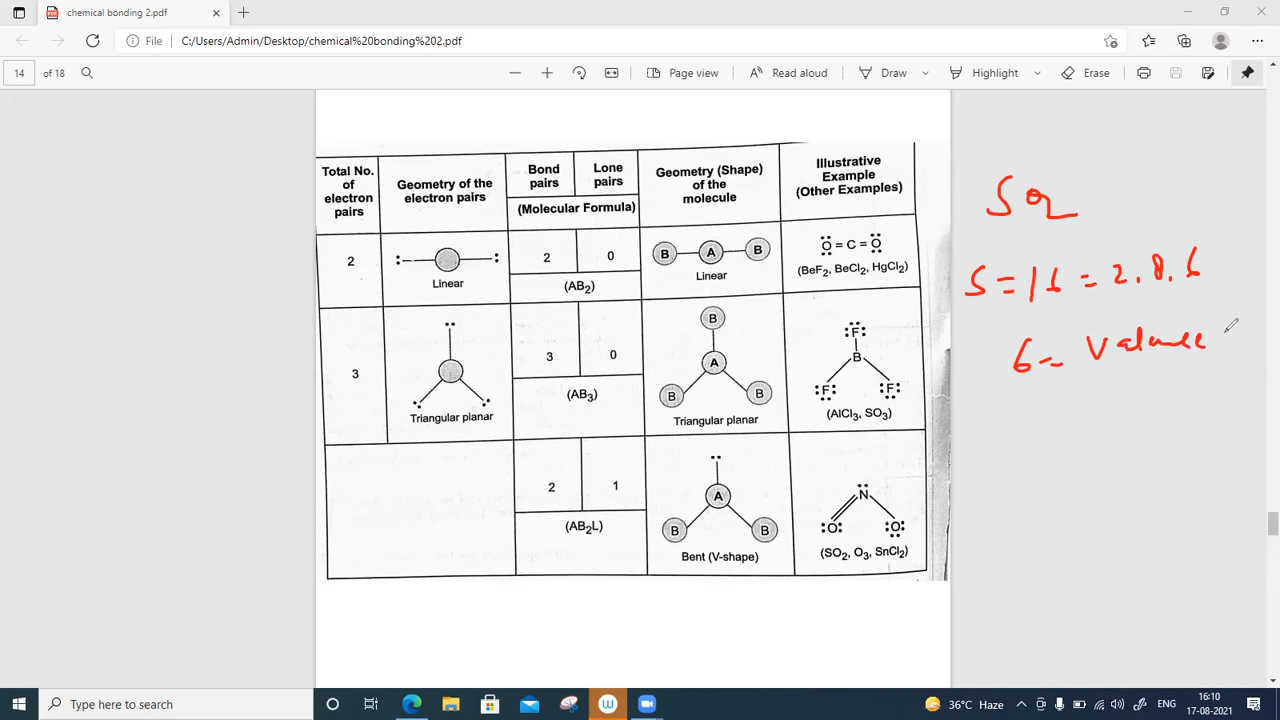 chemical bonding 2.pdf
File C:/Users/Admin/Desktop/chemical%20bonding%202.pdf
14 of 18 Page view Read aloud Draw Highlight Erase
Total No. of electron pairs
Geometry of the electron pairs
Bond pairs
Lone pairs
(Molecular Formula)
Geometry (Shape) of the molecule
Illustrative Example (Other Examples)
2
Linear
2
0
(AB2)
B A B
Linear
O = C = O
(BeF2, BeCl2, HgCl2)
3
Triangular planar
3
0
(AB3)
B
A
B B
Triangular planar
F
B
F F
(AlCl3, SO3)
2
1
(AB2L)
A
B B
Bent (V-shape)
N
O O
(SO2, O3, SnCl2)
SO2
S = 16 = 2.8.6
6 =
Type here to search
36°C Haze
ENG
16:10
17-08-2021